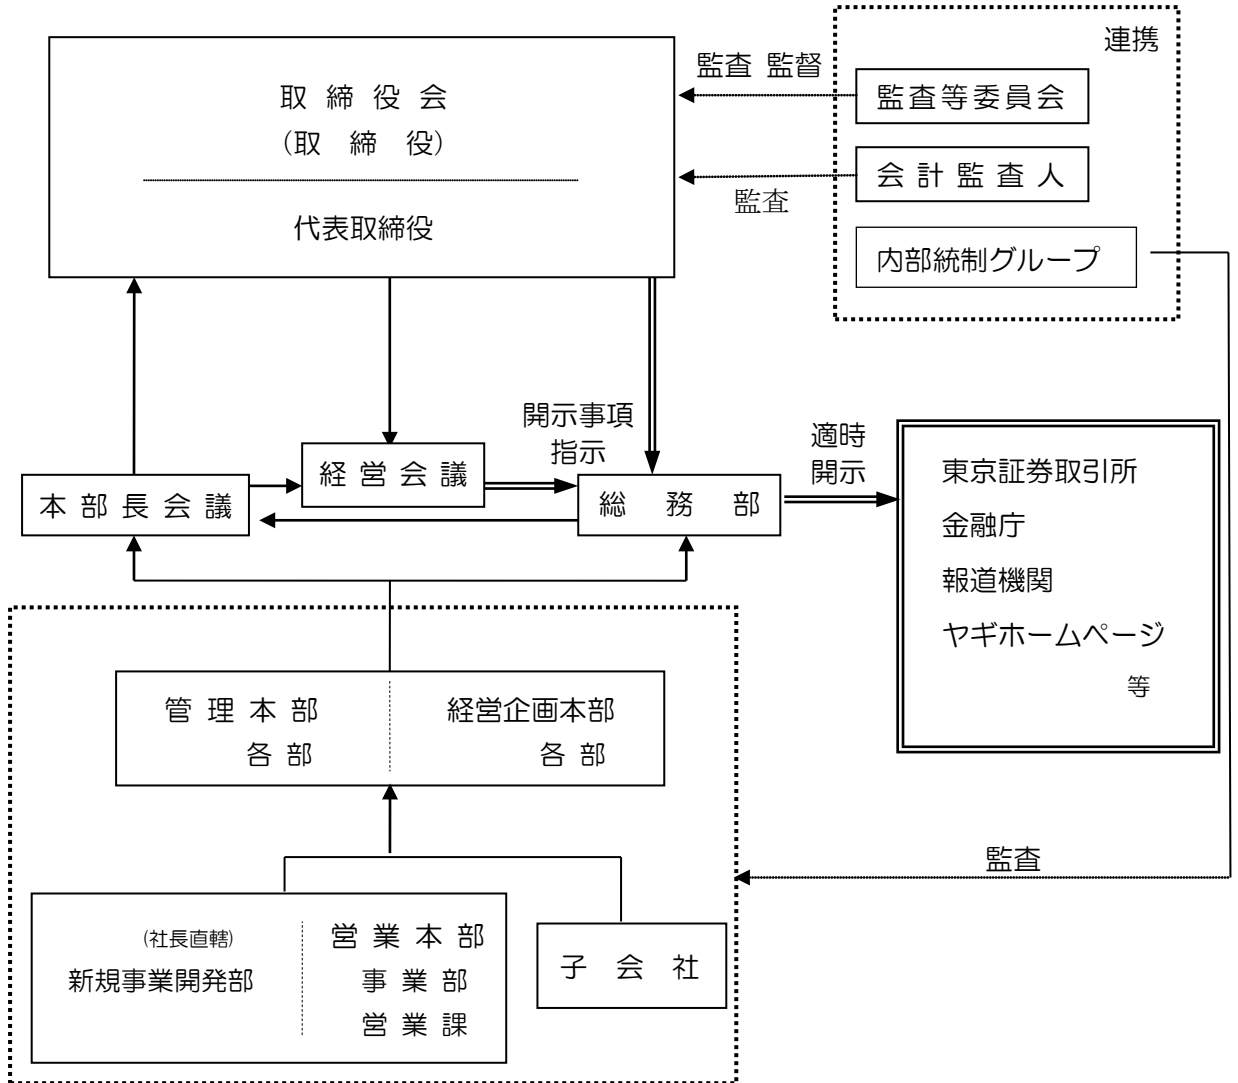 連携
監査 監督
監査等委員会
取締役会
(取締役)
会計監査人
監査
代表取締役
内部統制グループ
開示事項
指示
適時
開示
経営会議
本部長会議
総務部
東京証券取引所
金融庁
報道機関
ヤギホームページ
等
管理本部
各部
経営企画本部
各部
監査
(社長直轄)
新規事業開発部
営業本部
事業部
営業課
子会社